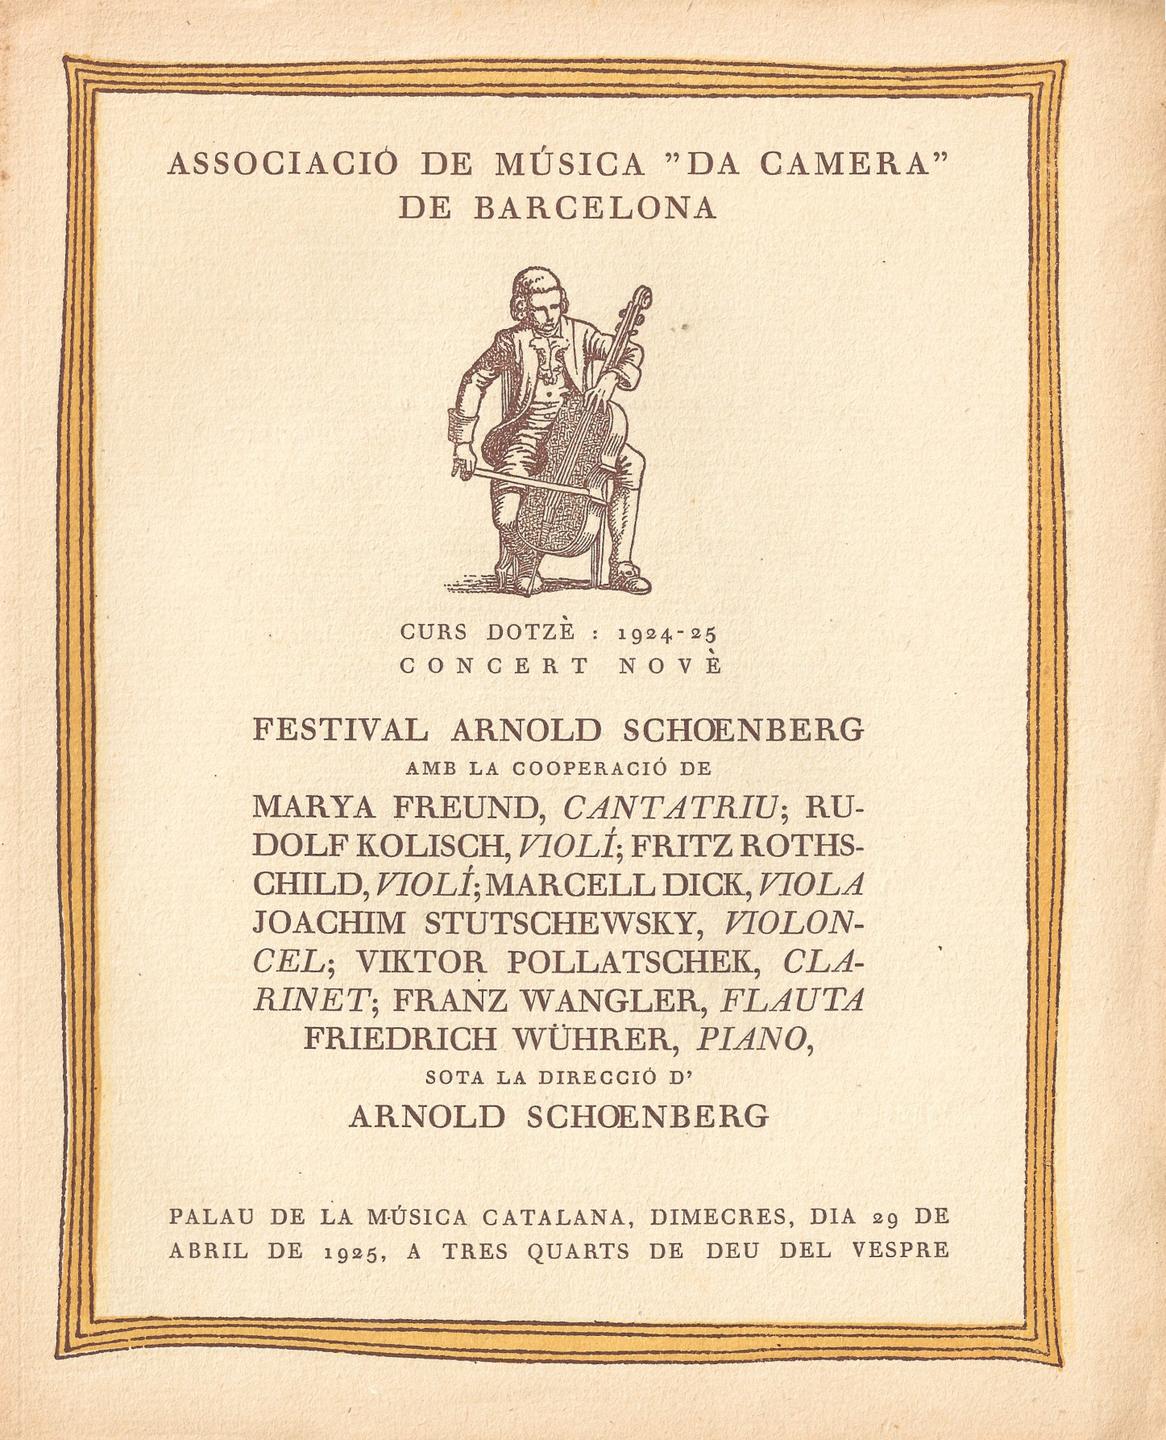 ASSOCIACIÓ DE MÚSICA ”DA CAMERA”
DE BARCELONA
CURS DOTZÈ : 1924-25
CONCERT NOVÈ
FESTIVAL ARNOLD SCHOENBERG
AMB LA COOPERACIÓ DE
MARYA FREUND, CANTATRIU; RU-
DOLF KOLISCH, VIOLÍ; FRITZ ROTHS-
CHILD, VIOLÍ; MARCELL DICK, VIOLA
JOACHIM STUTSCHEWSKY, VIOLON-
CEL; VIKTOR POLLATSCHEK, CLA-
RINET; FRANZ WANGLER, FLAUTA
FRIEDRICH WÜHRER, PIANO,
SOTA LA DIRECCIÓ D’
ARNOLD SCHOENBERG
PALAU DE LA MÚSICA CATALANA, DIMECRES, DIA 29 DE
ABRIL DE 1925, A TRES QUARTS DE DEU DEL VESPRE